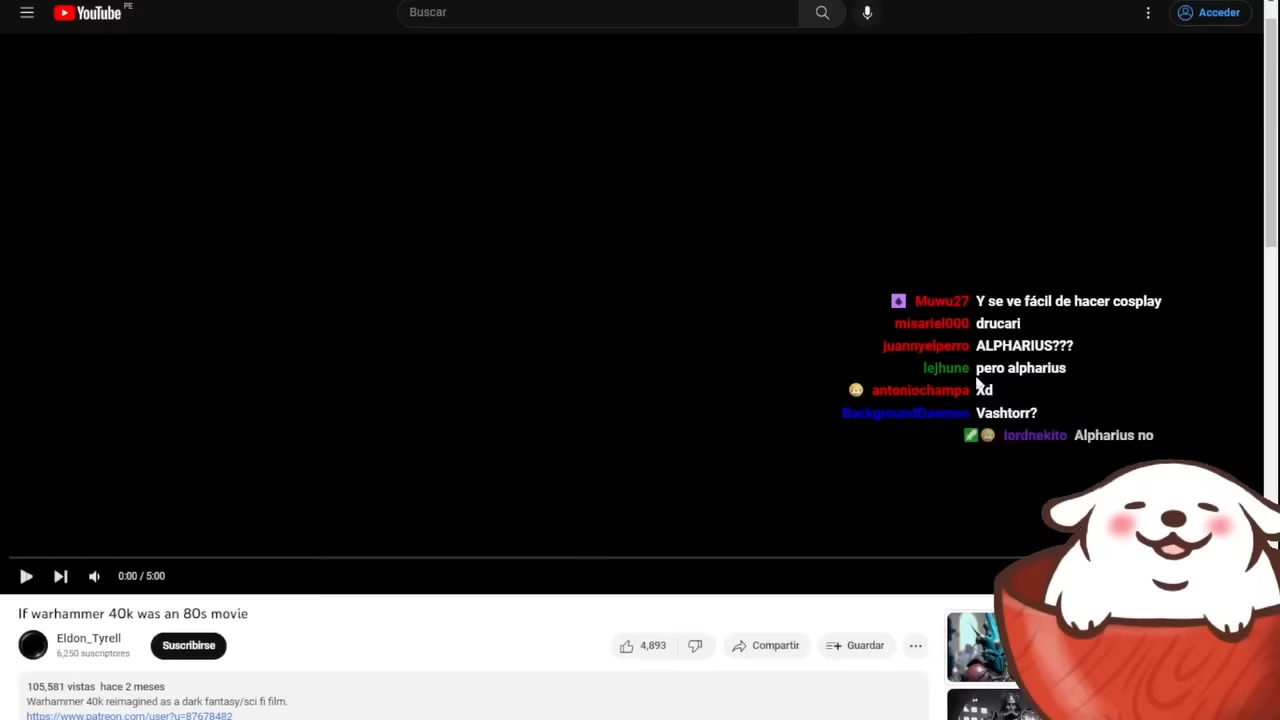 YouTube PE
Buscar
Acceder
Muwu27 Y se ve fácil de hacer cosplay
misariel000 drucari
juannyelperro ALPHARIUS???
lejhune pero alpharius
antoniochampa Xd
BackgroundDaemon Vashtorr?
lordnekito Alpharius no
0:00 / 5:00
If warhammer 40k was an 80s movie
Eldon_Tyrell
6,250 suscriptores
Suscribirse
4,893
Compartir
Guardar
105,581 vistas hace 2 meses
Warhammer 40k reimagined as a dark fantasy/sci fi film.
https://www.patreon.com/user?u=87678482